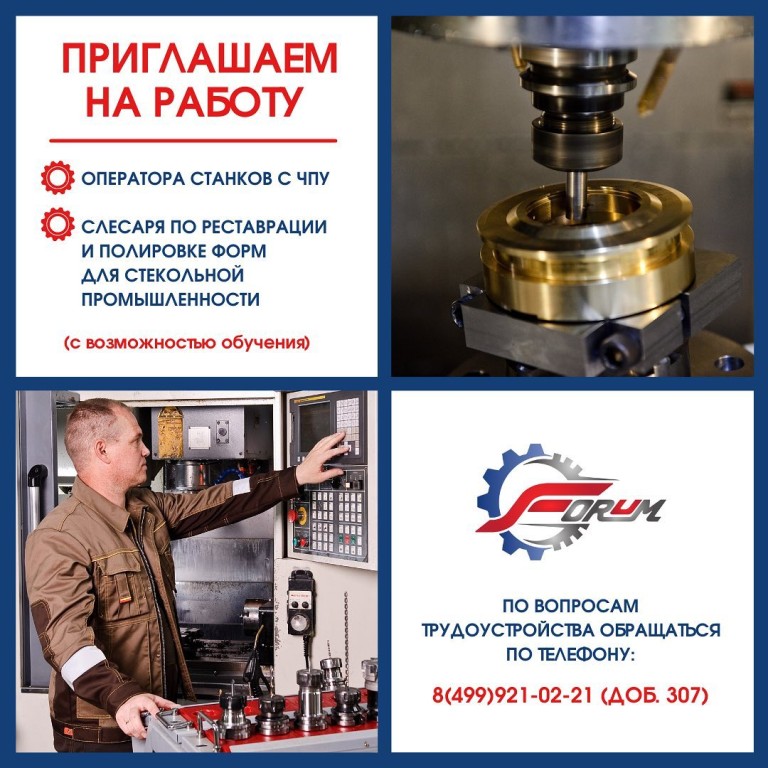 ПРИГЛАШАЕМ
НА РАБОТУ
ОПЕРАТОРА СТАНКОВ С ЧПУ
СЛЕСАРЯ ПО РЕСТАВРАЦИИ
И ПОЛИРОВКЕ ФОРМ
ДЛЯ СТЕКОЛЬНОЙ
ПРОМЫШЛЕННОСТИ
(с возможностью обучения)
FORUM
ПО ВОПРОСАМ
ТРУДОУСТРОЙСТВА ОБРАЩАТЬСЯ
ПО ТЕЛЕФОНУ:
8(499)921-02-21 (ДОБ. 307)